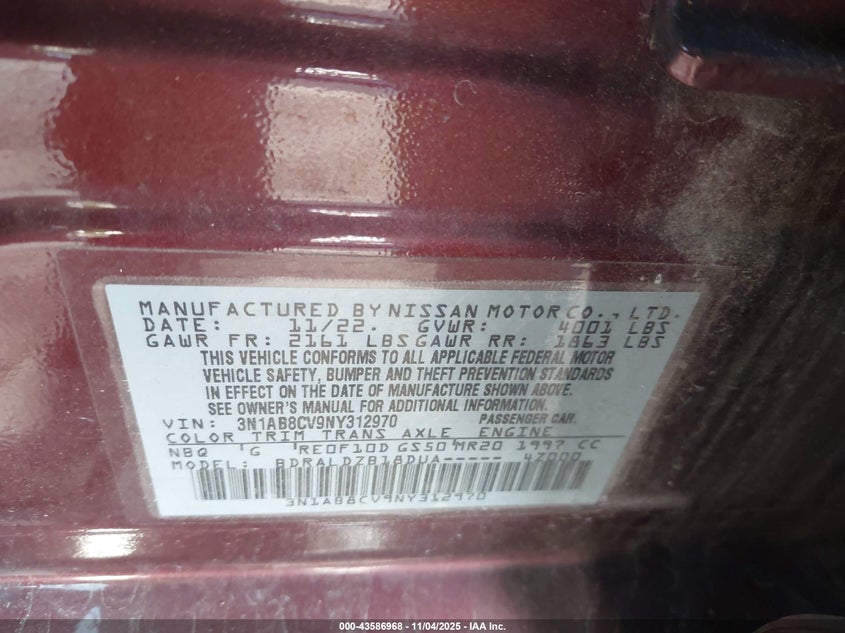 MANUFACTURED BY NISSAN MOTOR CO., LTD.
DATE: 11/22. GVWR: 4001 LBS
GAWR FR: 2161 LBS GAWR RR: 1863 LBS
THIS VEHICLE CONFORMS TO ALL APPLICABLE FEDERAL MOTOR
VEHICLE SAFETY, BUMPER AND THEFT PREVENTION STANDARDS
IN EFFECT ON THE DATE OF MANUFACTURE SHOWN ABOVE.
SEE OWNER'S MANUAL FOR ADDITIONAL INFORMATION.
VIN: 3N1AB8CV9NY312970 PASSENGER CAR.
COLOR TRIM TRANS AXLE ENGINE
NBQ G RE0F10D GS50 MR20 1997 CC
MODEL: BDRALDZB18DUA----- 4Z000
3N1AB8CV9NY312970
000-43586968 - 11/04/2025 - IAA Inc.